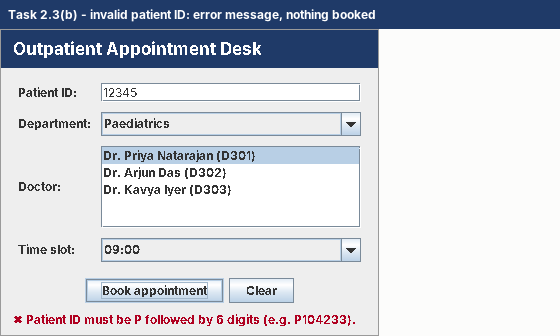 Task 2.3(b) - invalid patient ID: error message, nothing booked
Outpatient Appointment Desk
Patient ID: 12345
Department: Paediatrics
Dr. Priya Natarajan (D301)
Dr. Arjun Das (D302)
Doctor: Dr. Kavya Iyer (D303)
Time slot: 09:00
Book appointment Clear
✖ Patient ID must be P followed by 6 digits (e.g. P104233).